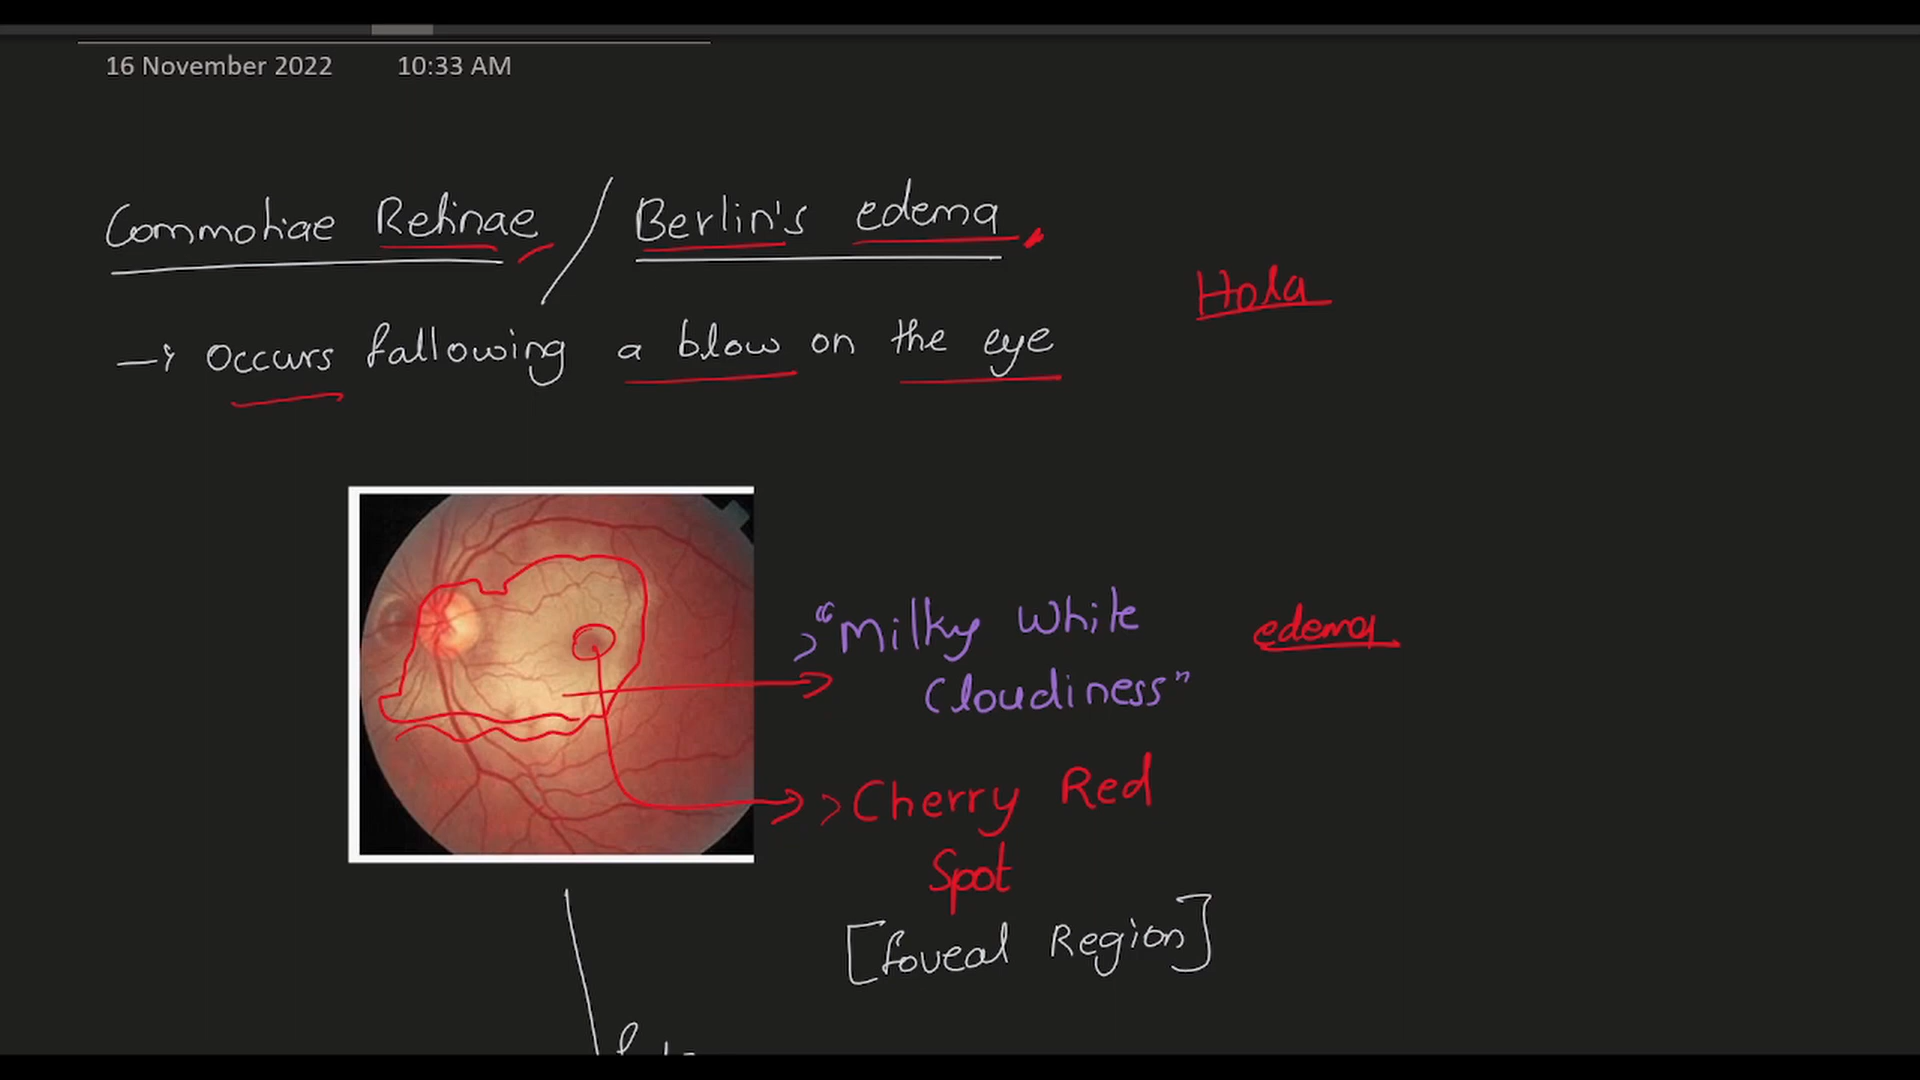 16 November 2022 10:33 AM
Commotiae Retinae / Berlin's edema
Hola
→ Occurs fallowing a blow on the eye
"Milky White
edema
Cloudiness"
Cherry Red
Spot
[foveal Region]